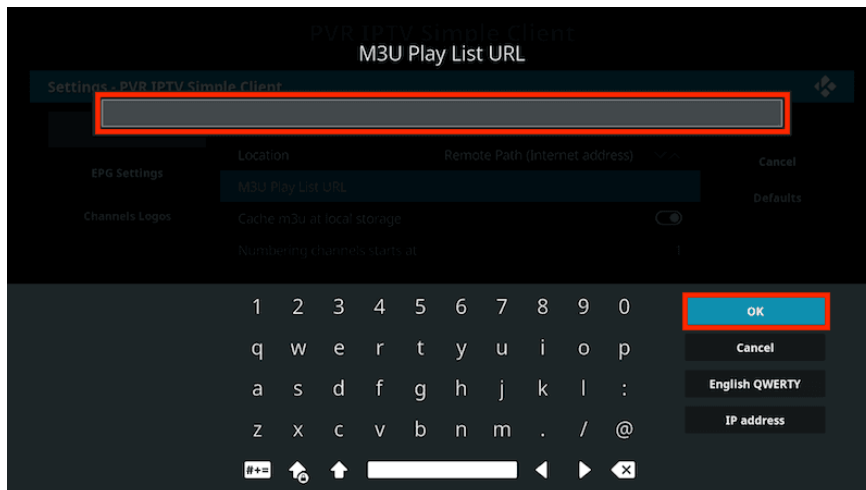 PVR IPTV Simple Client
M3U Play List URL
Settings - PVR IPTV Simple Client
Location Remote Path (Internet address) Cancel
EPG Settings
M3U Play List URL
Defaults
Channels Logos
Cache m3u at local storage
Numbering channels starts at 1
1 2 3 4 5 6 7 8 9 0
OK
q w e r t y u i o p
Cancel
a s d f g h j k l :
English QWERTY
z x c v b n m . / @
IP address
#+=